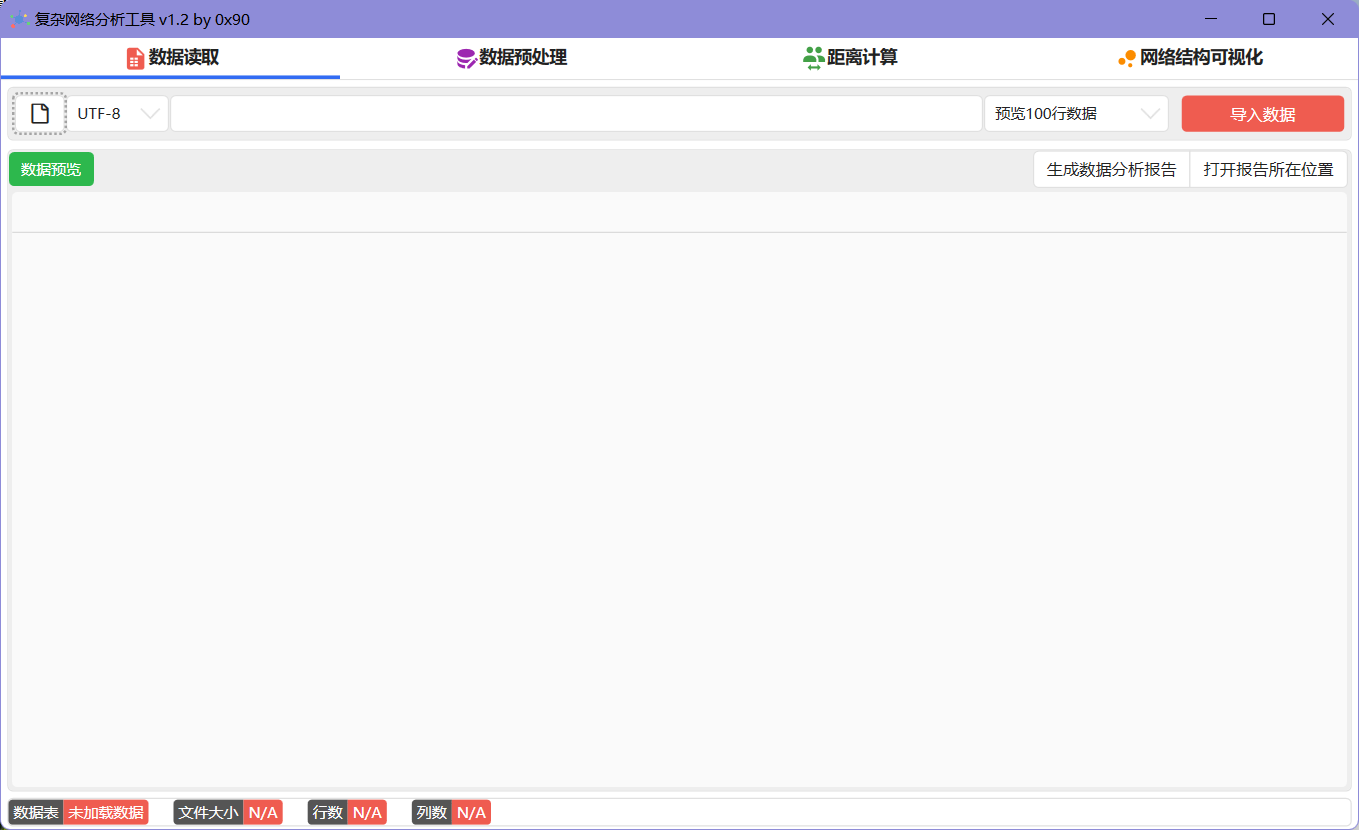 复杂网络分析工具 v1.2 by 0x90
数据读取 数据预处理 距离计算 网络结构可视化
UTF-8 预览100行数据 导入数据
数据预览 生成数据分析报告 打开报告所在位置
数据表 未加载数据 文件大小 N/A 行数 N/A 列数 N/A